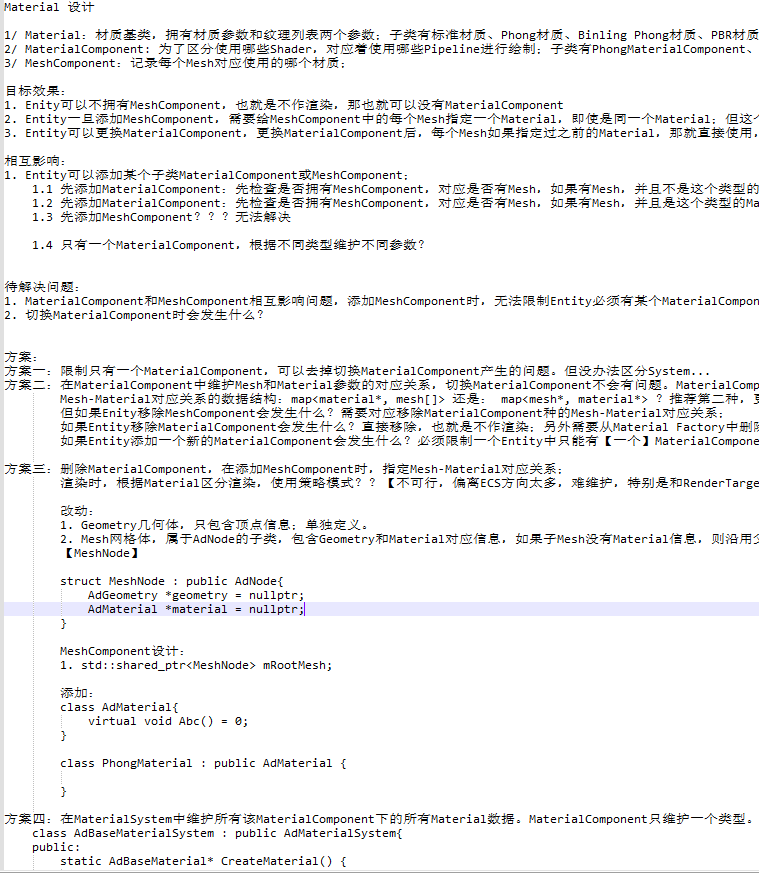 Material 设计
1/ Material: 材质基类，拥有材质参数和纹理列表两个参数；子类有标准材质、Phong材质、Binling Phong材质、PBR材质
2/ MaterialComponent: 为了区分使用哪些Shader，对应着使用哪些Pipeline进行绘制；子类有PhongMaterialComponent、
3/ MeshComponent: 记录每个Mesh对应使用的哪个材质；
目标效果：
1. Enity可以不拥有MeshComponent，也就是不作渲染，那也就可以没有MaterialComponent
2. Entity一旦添加MeshComponent，需要给MeshComponent中的每个Mesh指定一个Material，即使是同一个Material；但这个
3. Entity可以更换MaterialComponent，更换MaterialComponent后，每个Mesh如果指定过之前的Material，那就直接使用，
相互影响：
1. Entity可以添加某个子类MaterialComponent或MeshComponent；
1.1 先添加MaterialComponent：先检查是否拥有MeshComponent，对应是否有Mesh，如果有Mesh，并且不是这个类型的
1.2 先添加MaterialComponent：先检查是否拥有MeshComponent，对应是否有Mesh，如果有Mesh，并且是这个类型的Ma
1.3 先添加MeshComponent？？？无法解决
1.4 只有一个MaterialComponent，根据不同类型维护不同参数？
待解决问题：
1. MaterialComponent和MeshComponent相互影响问题，添加MeshComponent时，无法限制Entity必须有某个MaterialCompon
2. 切换MaterialComponent时会发生什么？
方案：
方案一：限制只有一个MaterialComponent，可以去掉切换MaterialComponent产生的问题。但没办法区分System...
方案二：在MaterialComponent中维护Mesh和Material参数的对应关系，切换MaterialComponent不会有问题。MaterialComp
Mesh-Material对应关系的数据结构：map<material*, mesh[]> 还是： map<mesh*, material*> ？推荐第二种，更
但如果Enity移除MeshComponent会发生什么？需要对应移除MaterialComponent种的Mesh-Material对应关系；
如果Entity移除MaterialComponent会发生什么？直接移除，也就是不作渲染；另外需要从Material Factory中删除
如果Entity添加一个新的MaterialComponent会发生什么？必须限制一个Entity中只能有【一个】MaterialCompone
方案三：删除MaterialComponent，在添加MeshComponent时，指定Mesh-Material对应关系；
渲染时，根据Material区分渲染，使用策略模式？？【不可行，偏离ECS方向太多，难维护，特别是和RenderTarge
改动：
1. Geometry几何体，只包含顶点信息；单独定义。
2. Mesh网格体，属于AdNode的子类，包含Geometry和Material对应信息，如果子Mesh没有Material信息，则沿用父
【MeshNode】
struct MeshNode : public AdNode{
AdGeometry *geometry = nullptr;
AdMaterial *material = nullptr;
}
MeshComponent设计：
1. std::shared_ptr<MeshNode> mRootMesh;
添加：
class AdMaterial{
virtual void Abc() = 0;
}
class PhongMaterial : public AdMaterial {
}
方案四：在MaterialSystem中维护所有该MaterialComponent下的所有Material数据。MaterialComponent只维护一个类型。
class AdBaseMaterialSystem : public AdMaterialSystem{
public:
static AdBaseMaterial* CreateMaterial() {